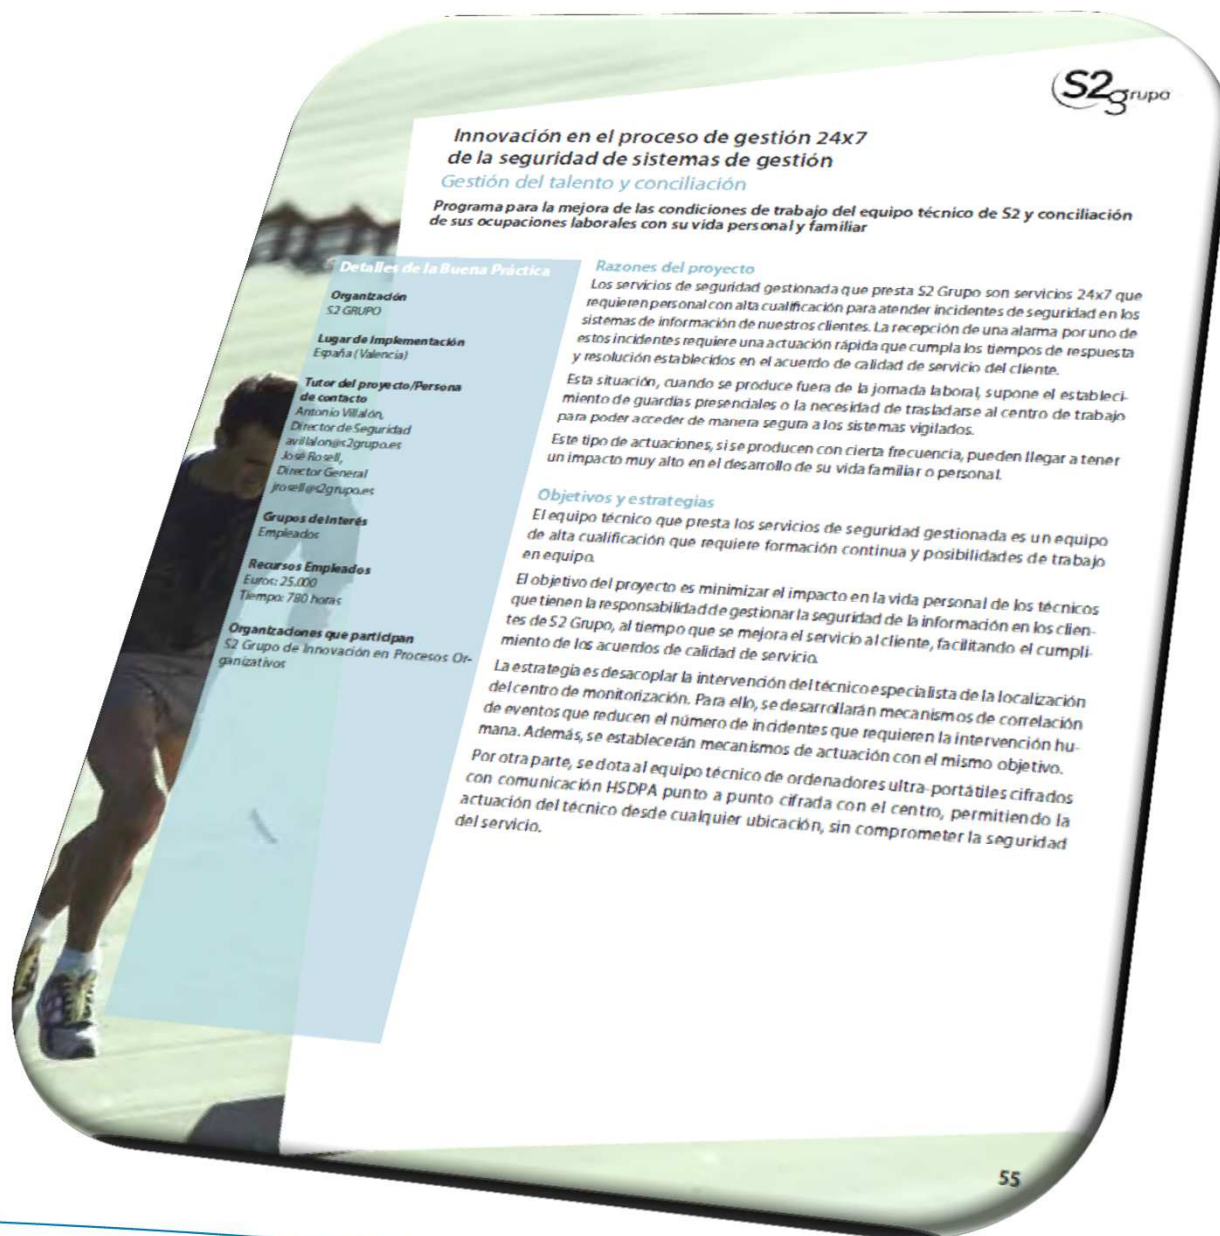 S2 grupo
Innovación en el proceso de gestión 24x7
de la seguridad de sistemas de gestión
Gestión del talento y conciliación
Programa para la mejora de las condiciones de trabajo del equipo técnico de S2 y conciliación
de sus ocupaciones laborales con su vida personal y familiar
Detalles de la Buena Práctica
Organización
S2 GRUPO
Lugar de implementación
España (Valencia)
Tutor del proyecto/Persona
de contacto
Antonio Villalón,
Director de Seguridad
avillalon@s2grupo.es
José Rosell,
Director General
jrosell@s2grupo.es
Grupos de Interés
Empleados
Recursos Empleados
Euros: 25.000
Tiempo: 780 horas
Organizaciones que participan
S2 Grupo de Innovación en Procesos Or-
ganizativos
Razones del proyecto
Los servicios de seguridad gestionada que presta S2 Grupo son servicios 24x7 que
requieren personal con alta cualificación para atender incidentes de seguridad en los
sistemas de información de nuestros clientes. La recepción de una alarma por uno de
estos incidentes requiere una actuación rápida que cumpla los tiempos de respuesta
y resolución establecidos en el acuerdo de calidad de servicio del cliente.
Esta situación, cuando se produce fuera de la jornada laboral, supone el estableci-
miento de guardias presenciales o la necesidad de trasladarse al centro de trabajo
para poder acceder de manera segura a los sistemas vigilados.
Este tipo de actuaciones, si se producen con cierta frecuencia, pueden llegar a tener
un impacto muy alto en el desarrollo de su vida familiar o personal.
Objetivos y estrategias
El equipo técnico que presta los servicios de seguridad gestionada es un equipo
de alta cualificación que requiere formación continua y posibilidades de trabajo
en equipo.
El objetivo del proyecto es minimizar el impacto en la vida personal de los técnicos
que tienen la responsabilidad de gestionar la seguridad de la información en los clien-
tes de S2 Grupo, al tiempo que se mejora el servicio al cliente, facilitando el cumpli-
miento de los acuerdos de calidad de servicio.
La estrategia es desacoplar la intervención del técnico especialista de la localización
del centro de monitorización. Para ello, se desarrollarán mecanismos de correlación
de eventos que reducen el número de incidentes que requieren la intervención hu-
mana. Además, se establecerán mecanismos de actuación con el mismo objetivo.
Por otra parte, se dota al equipo técnico de ordenadores ultra-portátiles cifrados
con comunicación HSDPA punto a punto cifrada con el centro, permitiendo la
actuación del técnico desde cualquier ubicación, sin comprometer la seguridad
del servicio.
55